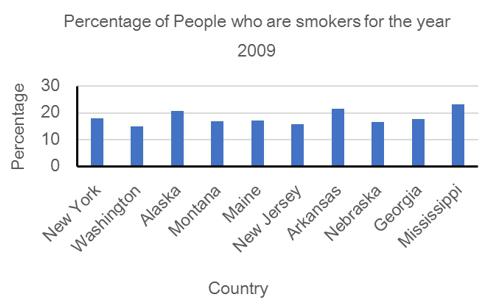 Percentage of People who are smokers for the year
2009
Percentage
30
20
10
0
New York
Washington
Alaska
Montana
Maine
New Jersey
Arkansas
Nebraska
Georgia
Mississippi
Country